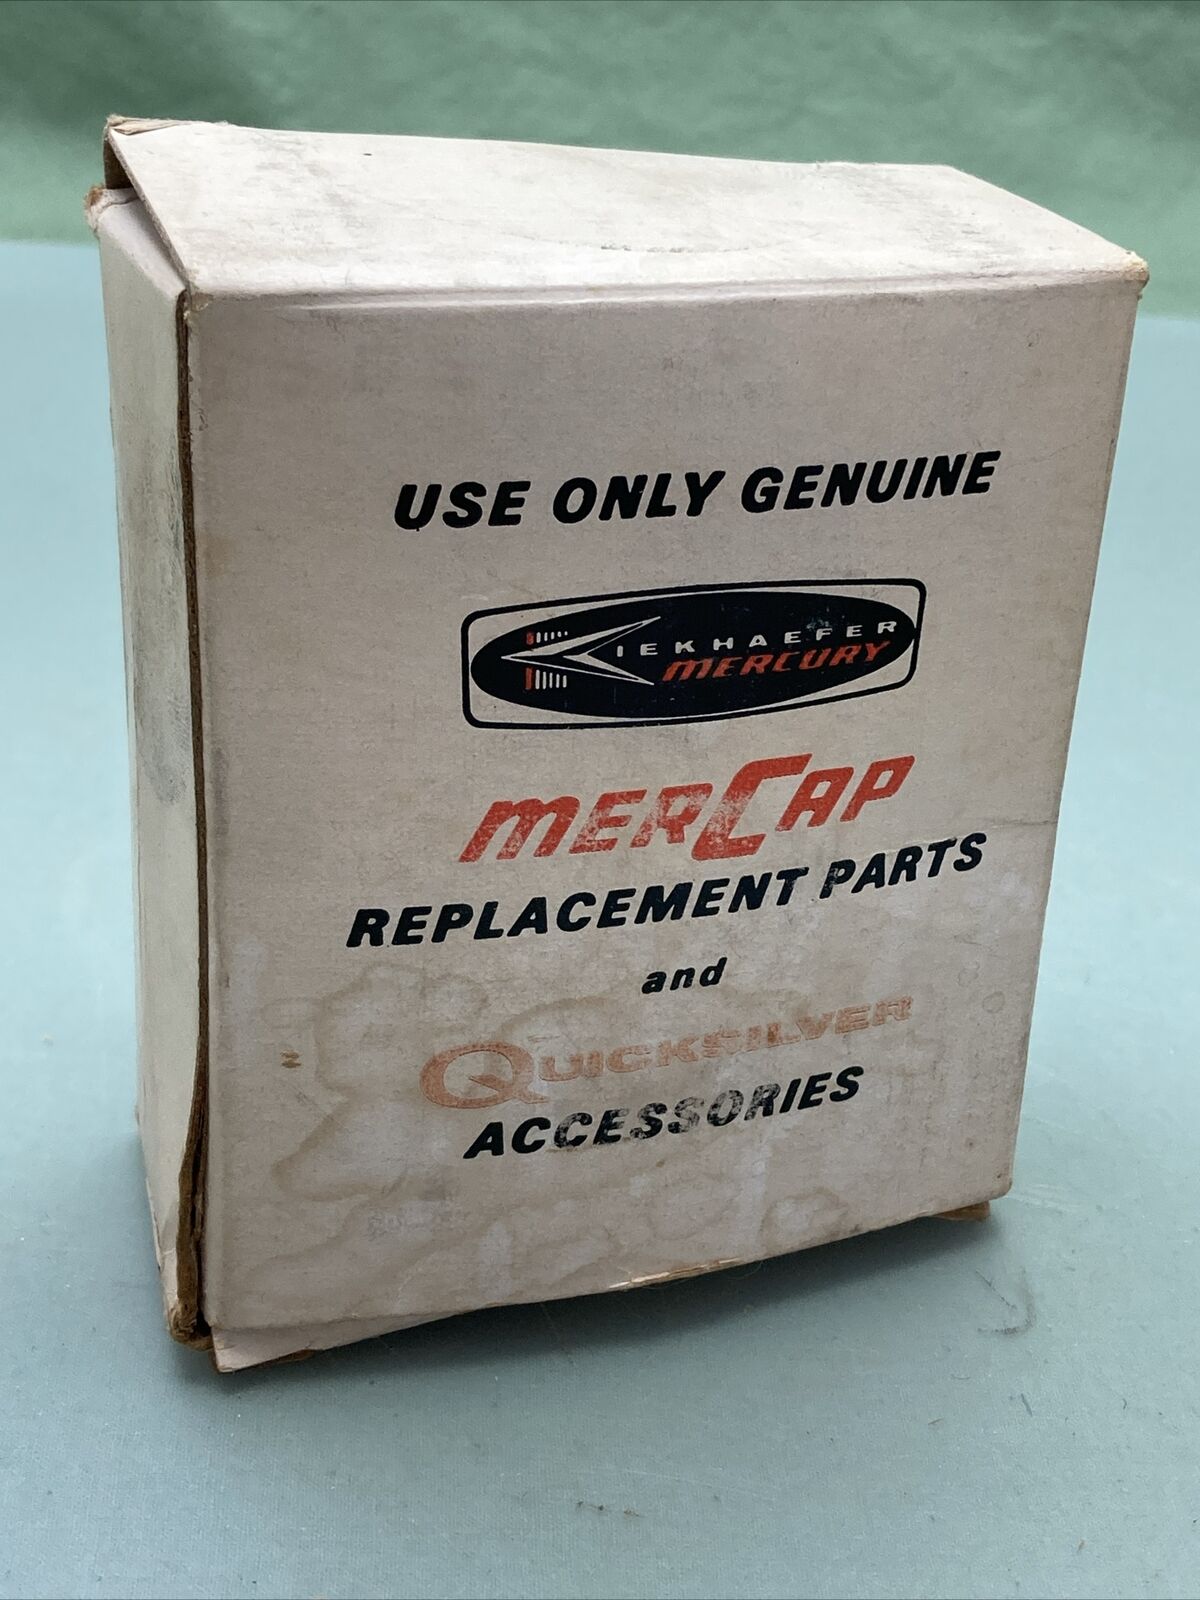 USE ONLY GENUINE
KIEKHAEFER
MERCURY
MERCAP
REPLACEMENT PARTS
and
QUICKSILVER
ACCESSORIES